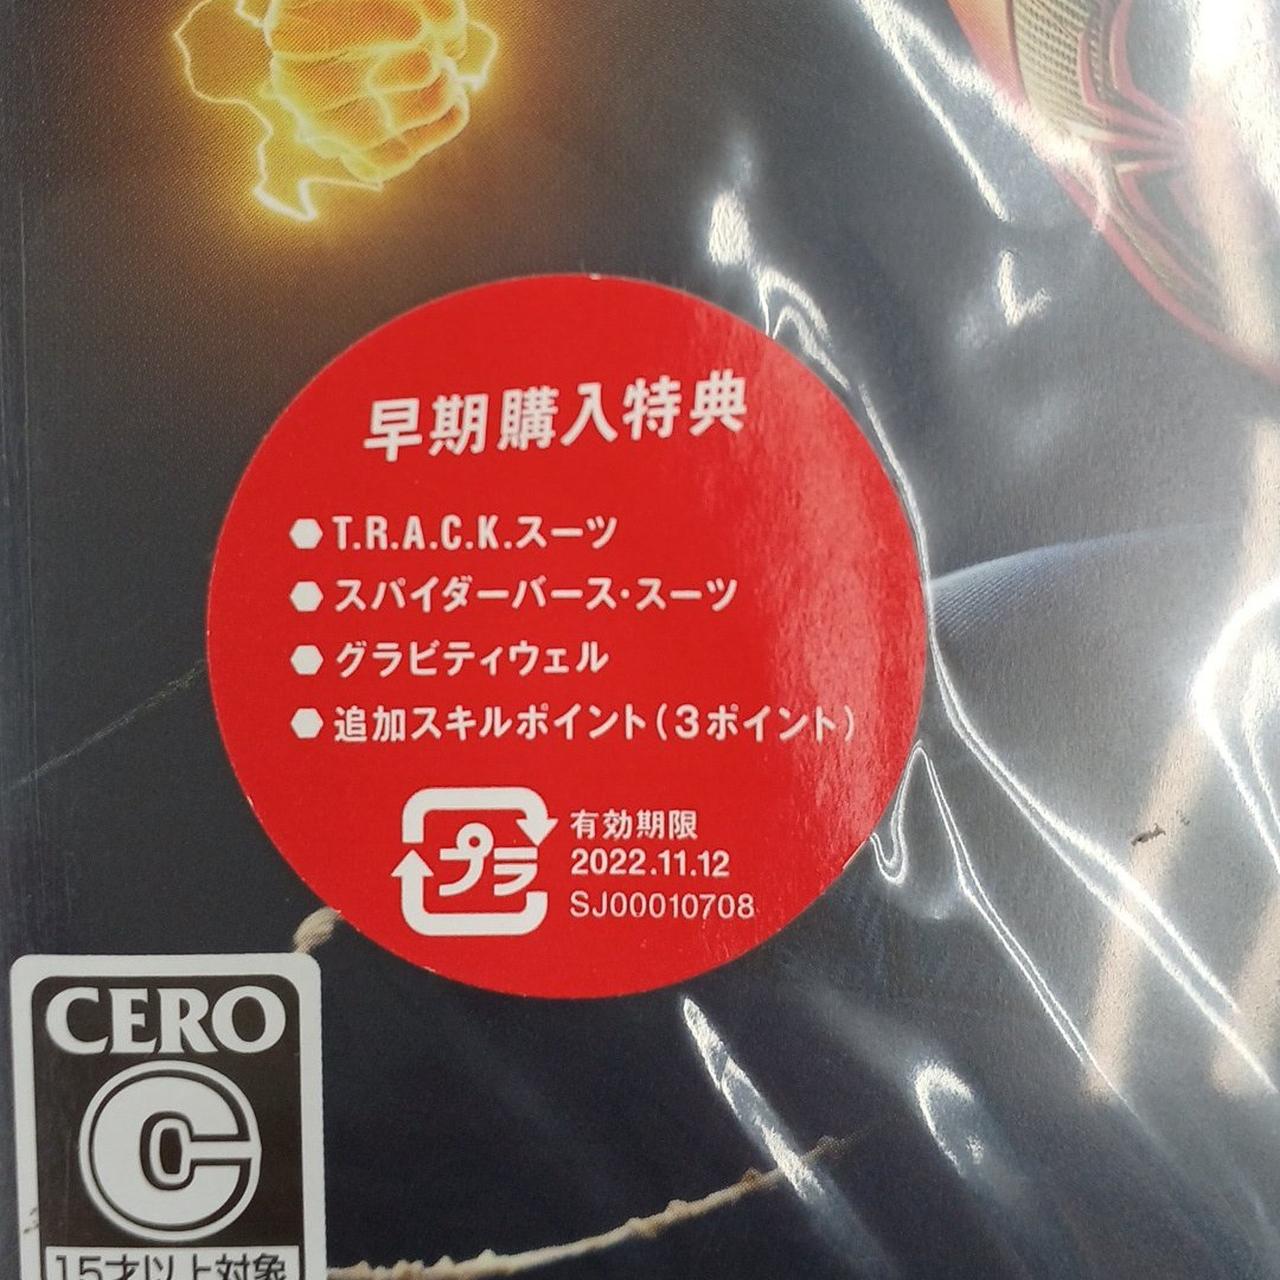 早期購入特典
T.R.A.C.K.スーツ
スパイダーバース・スーツ
グラビティウェル
追加スキルポイント(3ポイント)
プラ
有効期限
2022.11.12
SJ00010708
CERO
C
15才以上対象